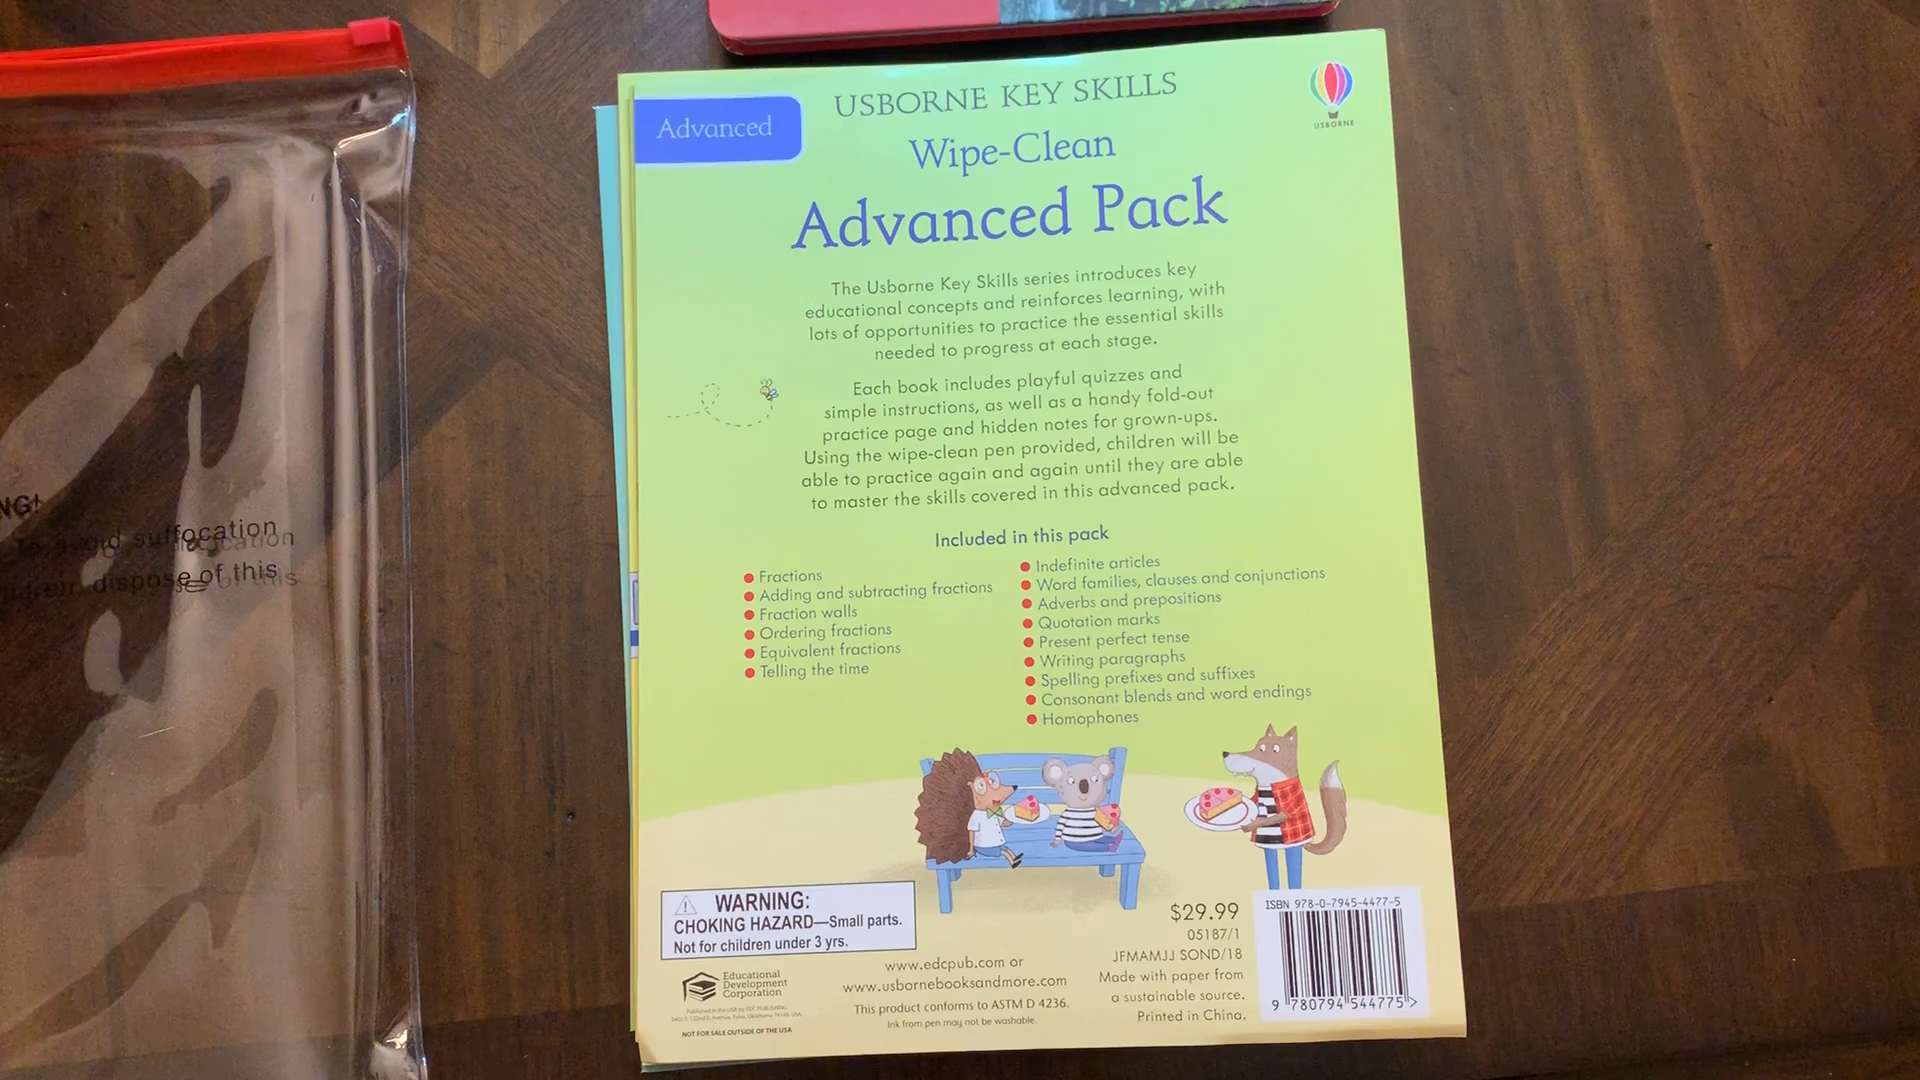 Advanced
USBORNE KEY SKILLS
USBORNE
Wipe-Clean
Advanced Pack
The Usborne Key Skills series introduces key
educational concepts and reinforces learning, with
lots of opportunities to practice the essential skills
needed to progress at each stage.
Each book includes playful quizzes and
simple instructions, as well as a handy fold-out
practice page and hidden notes for grown-ups.
Using the wipe-clean pen provided, children will be
able to practice again and again until they are able
to master the skills covered in this advanced pack.
Included in this pack
Fractions
Adding and subtracting fractions
Fraction walls
Ordering fractions
Equivalent fractions
Telling the time
Indefinite articles
Word families, clauses and conjunctions
Adverbs and prepositions
Quotation marks
Present perfect tense
Writing paragraphs
Spelling prefixes and suffixes
Consonant blends and word endings
Homophones
WARNING:
CHOKING HAZARD—Small parts.
Not for children under 3 yrs.
Educational
Development
Corporation
Published in the USA by EDC PUBLISHING
NOT FOR SALE OUTSIDE OF THE USA
www.edcpub.com or
www.usbornebooksandmore.com
This product conforms to ASTM D 4236.
Ink from pen may not be washable.
$29.99
05187/1
JFMAMJJ SOND/18
Made with paper from
a sustainable source.
Printed in China.
ISBN 978-0-7945-4477-5
9 780794 544775 >
NG!
To avoid suffocation
dispose of this